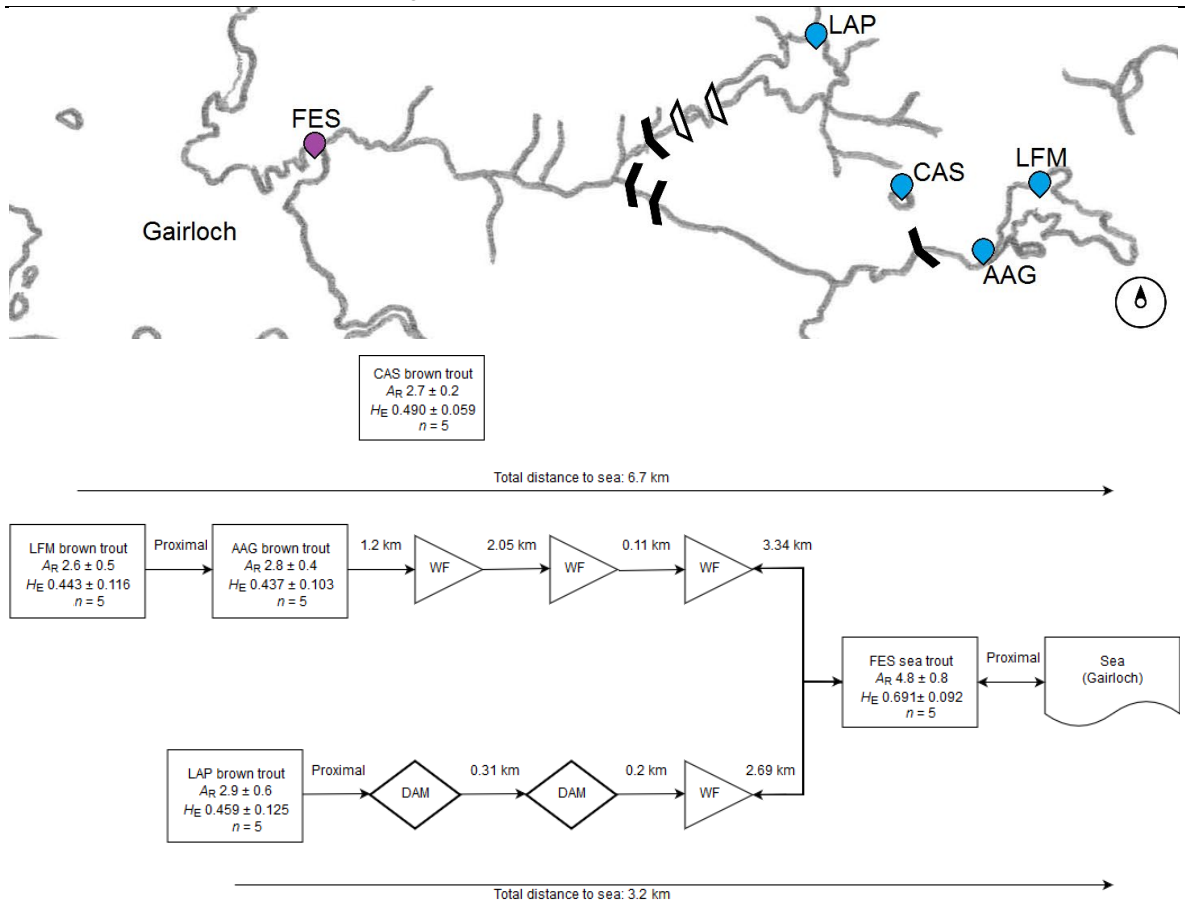 LAP
FES
CAS
LFM
Gairloch
AAG
CAS brown trout
AR 2.7 ± 0.2
HE 0.490 ± 0.059
n = 5
Total distance to sea: 6.7 km
LFM brown trout
AR 2.6 ± 0.5
HE 0.443 ± 0.116
n = 5
Proximal
AAG brown trout
AR 2.8 ± 0.4
HE 0.437 ± 0.103
n = 5
1.2 km
WF
2.05 km
WF
0.11 km
WF
3.34 km
FES sea trout
AR 4.8 ± 0.8
HE 0.691± 0.092
n = 5
Proximal
Sea
(Gairloch)
LAP brown trout
AR 2.9 ± 0.6
HE 0.459 ± 0.125
n = 5
Proximal
DAM
0.31 km
DAM
0.2 km
WF
2.69 km
Total distance to sea: 3.2 km